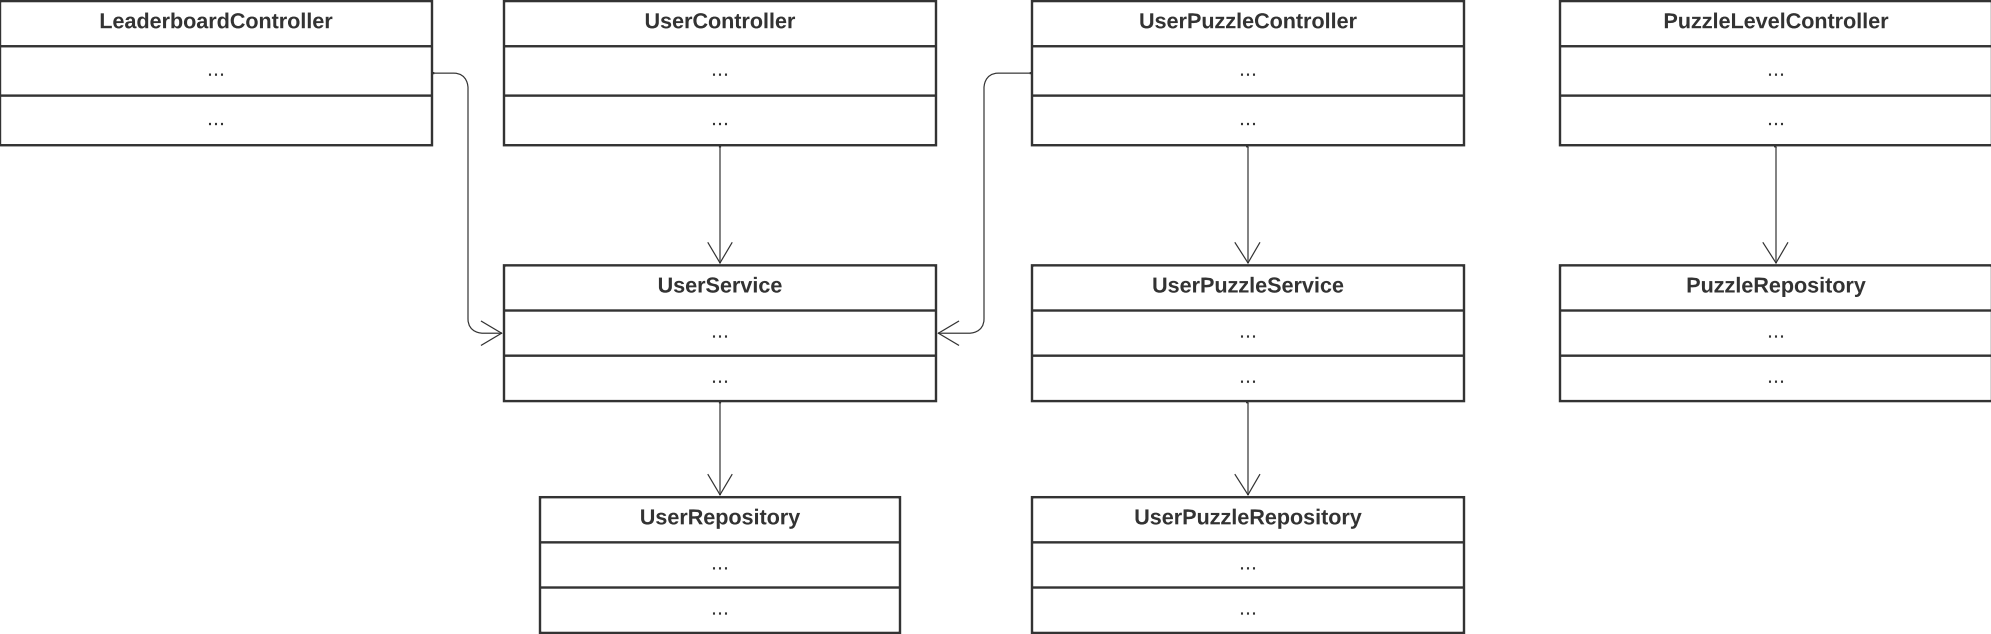 LeaderboardController
...
...
UserController
...
...
UserPuzzleController
...
...
PuzzleLevelController
...
...
UserService
...
...
UserPuzzleService
...
...
PuzzleRepository
...
...
UserRepository
...
...
UserPuzzleRepository
...
...